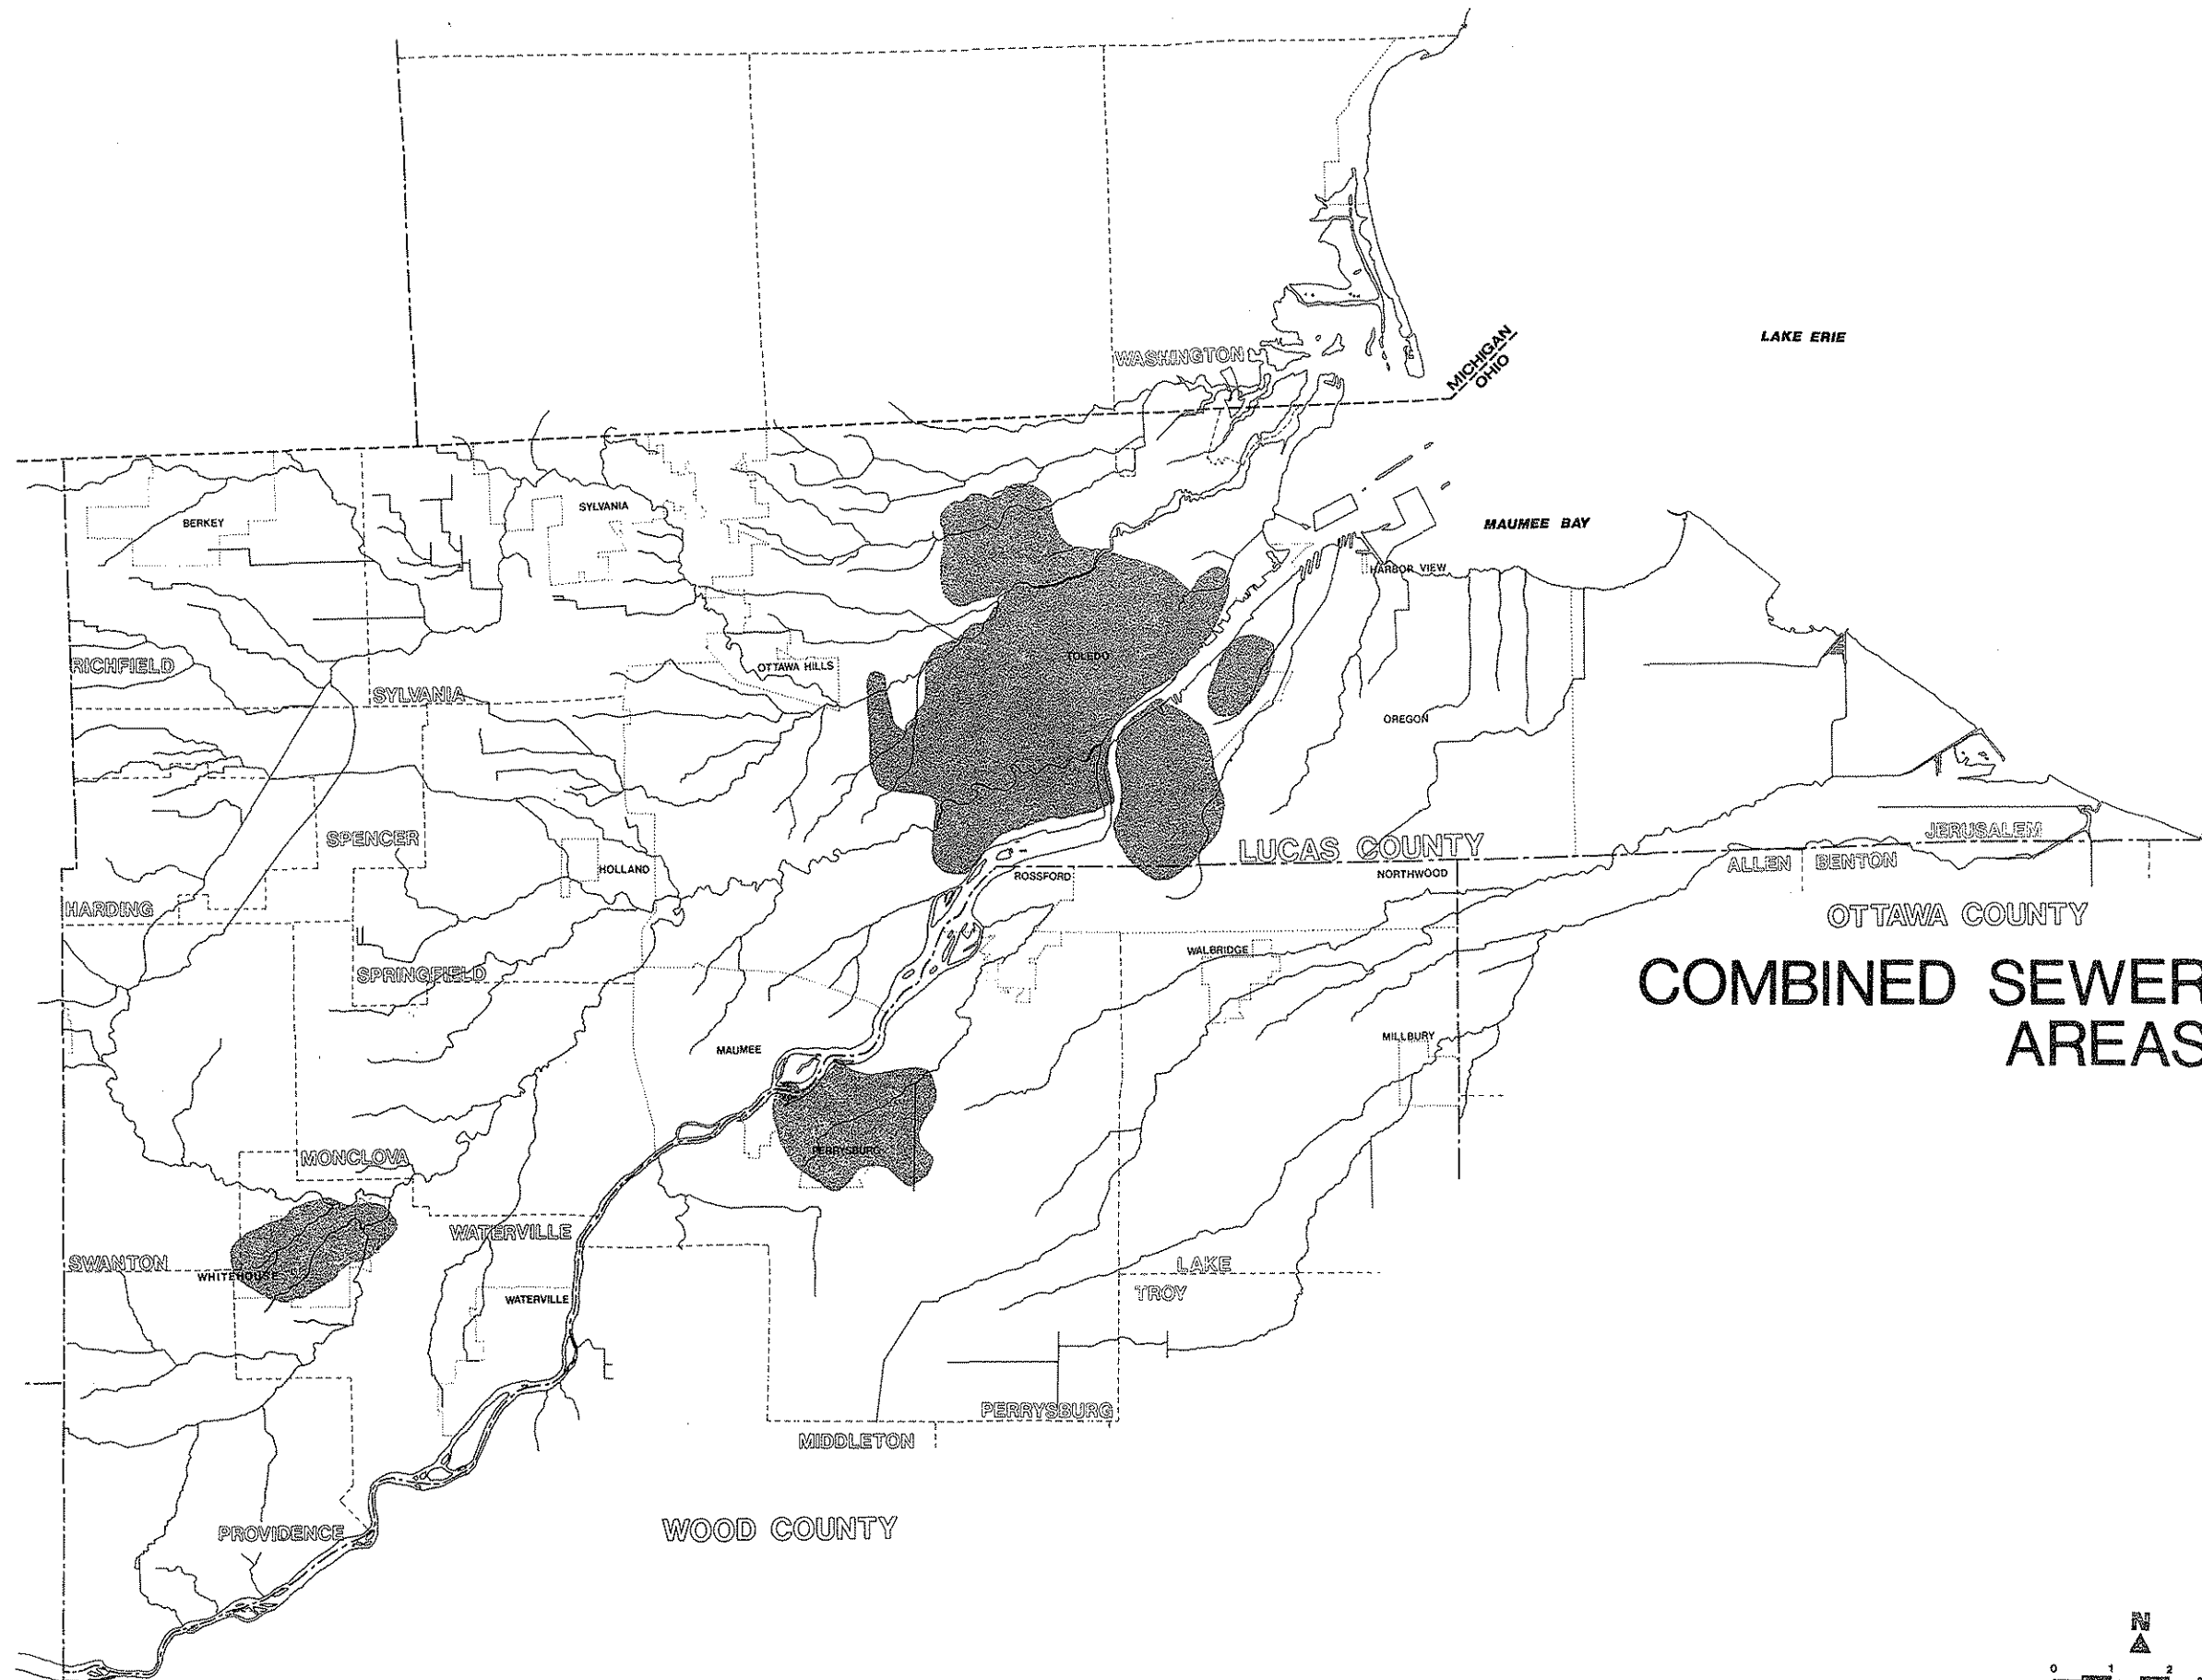 LAKE ERIE
MICHIGAN
OHIO
WASHINGTON
BERKEY
SYLVANIA
MAUMEE BAY
HARBOR VIEW
RICHFIELD
SYLVANIA
OTTAWA HILLS
TOLEDO
OREGON
SPENCER
HOLLAND
LUCAS COUNTY
JERUSALEM
ROSSFORD
NORTHWOOD
ALLEN
BENTON
HARDING
OTTAWA COUNTY
SPRINGFIELD
WALBRIDGE
COMBINED SEWER
AREAS
MAUMEE
MILLBURY
MONCLOVA
PERRYSBURG
WATERVILLE
SWANTON
WHITEHOUSE
WATERVILLE
LAKE
TROY
PERRYSBURG
MIDDLETON
PROVIDENCE
WOOD COUNTY
N
0 1 2